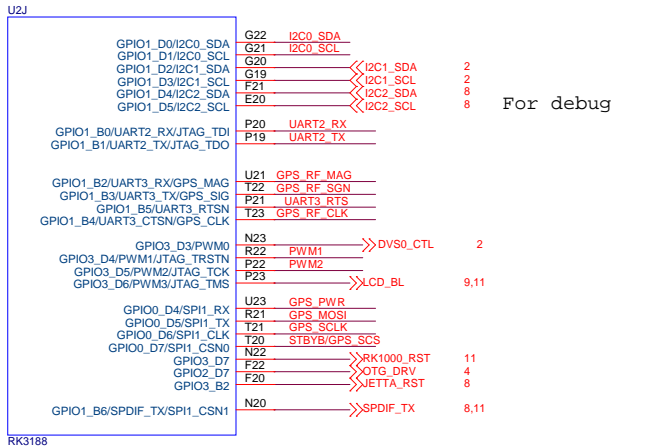 U2J
GPIO1_D0/I2C0_SDA G22 I2C0_SDA
GPIO1_D1/I2C0_SCL G21 I2C0_SCL
GPIO1_D2/I2C1_SDA G20 I2C1_SDA 2
GPIO1_D3/I2C1_SCL G19 I2C1_SCL 2
GPIO1_D4/I2C2_SDA F21 I2C2_SDA 8
GPIO1_D5/I2C2_SCL E20 I2C2_SCL 8 For debug
GPIO1_B0/UART2_RX/JTAG_TDI P20 UART2_RX
GPIO1_B1/UART2_TX/JTAG_TDO P19 UART2_TX
GPIO1_B2/UART3_RX/GPS_MAG U21 GPS_RF_MAG
GPIO1_B3/UART3_TX/GPS_SIG T22 GPS_RF_SGN
GPIO1_B5/UART3_RTSN P21 UART3_RTS
GPIO1_B4/UART3_CTSN/GPS_CLK T23 GPS_RF_CLK
GPIO3_D3/PWM0 N23 DVS0_CTL 2
GPIO3_D4/PWM1/JTAG_TRSTN R22 PWM1
GPIO3_D5/PWM2/JTAG_TCK P22 PWM2
GPIO3_D6/PWM3/JTAG_TMS P23 LCD_BL 9,11
GPIO0_D4/SPI1_RX U23 GPS_PWR
GPIO0_D5/SPI1_TX R21 GPS_MOSI
GPIO0_D6/SPI1_CLK T21 GPS_SCLK
GPIO0_D7/SPI1_CSN0 T20 STBYB/GPS_SCS
GPIO3_D7 N22 RK1000_RST 11
GPIO2_D7 F22 OTG_DRV 4
GPIO3_B2 F20 JETTA_RST 8
GPIO1_B6/SPDIF_TX/SPI1_CSN1 N20 SPDIF_TX 8,11
RK3188